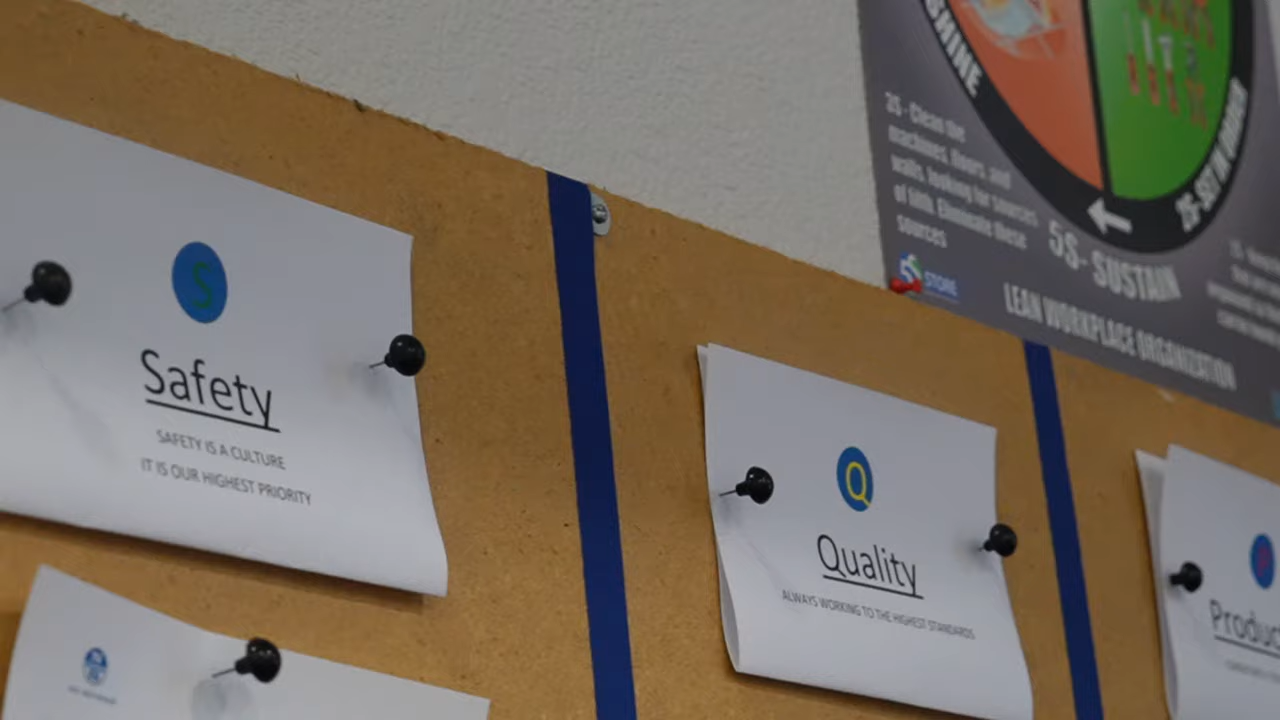 S
Safety
SAFETY IS A CULTURE
IT IS OUR HIGHEST PRIORITY
Q
Quality
ALWAYS WORKING TO THE HIGHEST STANDARDS
P
Produc
SHINE
3S - Clean the
machines, floors, and
walls, looking for sources
of filth. Eliminate those
sources
5S STORE
2S-SET IN ORDER
5S- SUSTAIN
LEAN WORKPLACE ORGANIZATION